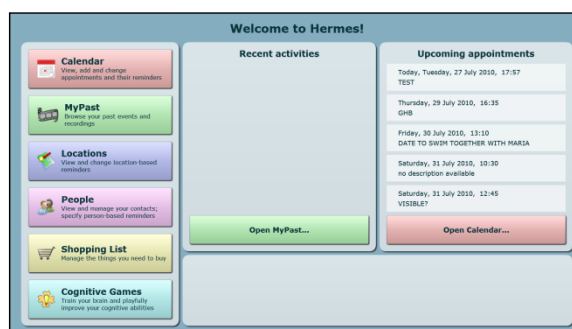 Welcome to Hermes!
Calendar
View, add and change
appointments and their reminders
MyPast
Browse your past events and
recordings
Locations
View and change location-based
reminders
People
View and manage your contacts;
specify person-based reminders
Shopping List
Manage the things you need to buy
Cognitive Games
Train your brain and playfully
improve your cognitive abilities
Recent activities
Open MyPast...
Upcoming appointments
Today, Tuesday, 27 July 2010, 17:57
TEST
Thursday, 29 July 2010, 16:35
GHB
Friday, 30 July 2010, 13:10
DATE TO SWIM TOGETHER WITH MARIA
Saturday, 31 July 2010, 10:30
no description available
Saturday, 31 July 2010, 12:45
VISIBLE?
Open Calendar...